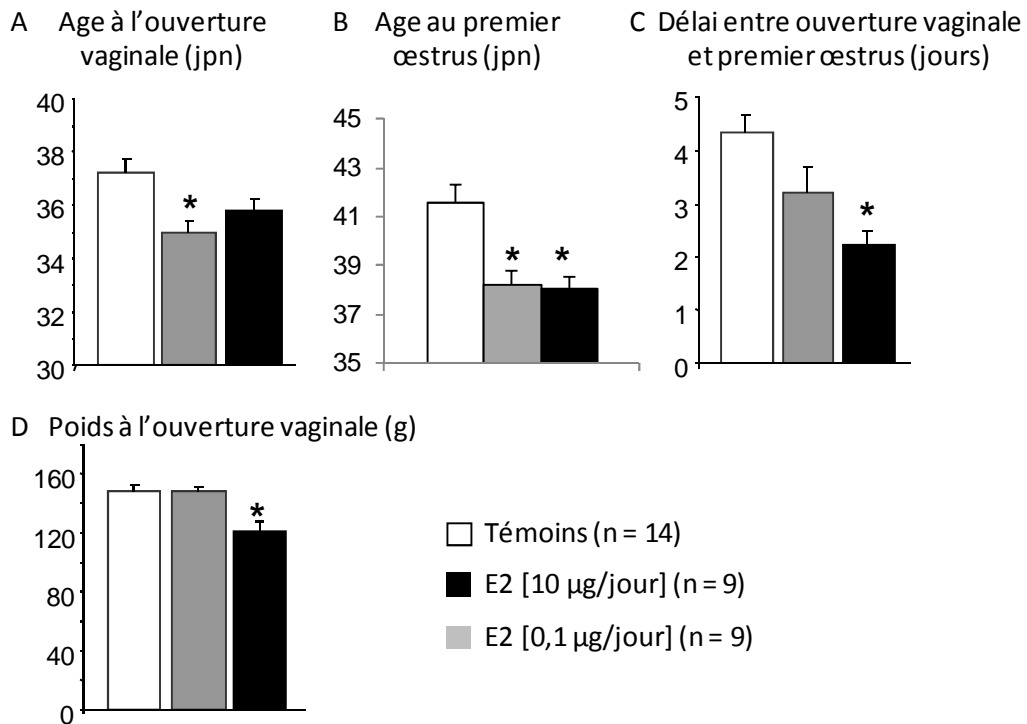 A Age à l'ouverture
vaginale (jpn)
B Age au premier
œstrus (jpn)
C Délai entre ouverture vaginale
et premier œstrus (jours)
40
38
36
34
32
30
*
45
43
41
39
37
35
* *
5
4
3
2
1
0
*
D Poids à l'ouverture vaginale (g)
160
120
80
40
0
*
Témoins (n = 14)
E2 [10 µg/jour] (n = 9)
E2 [0,1 µg/jour] (n = 9)